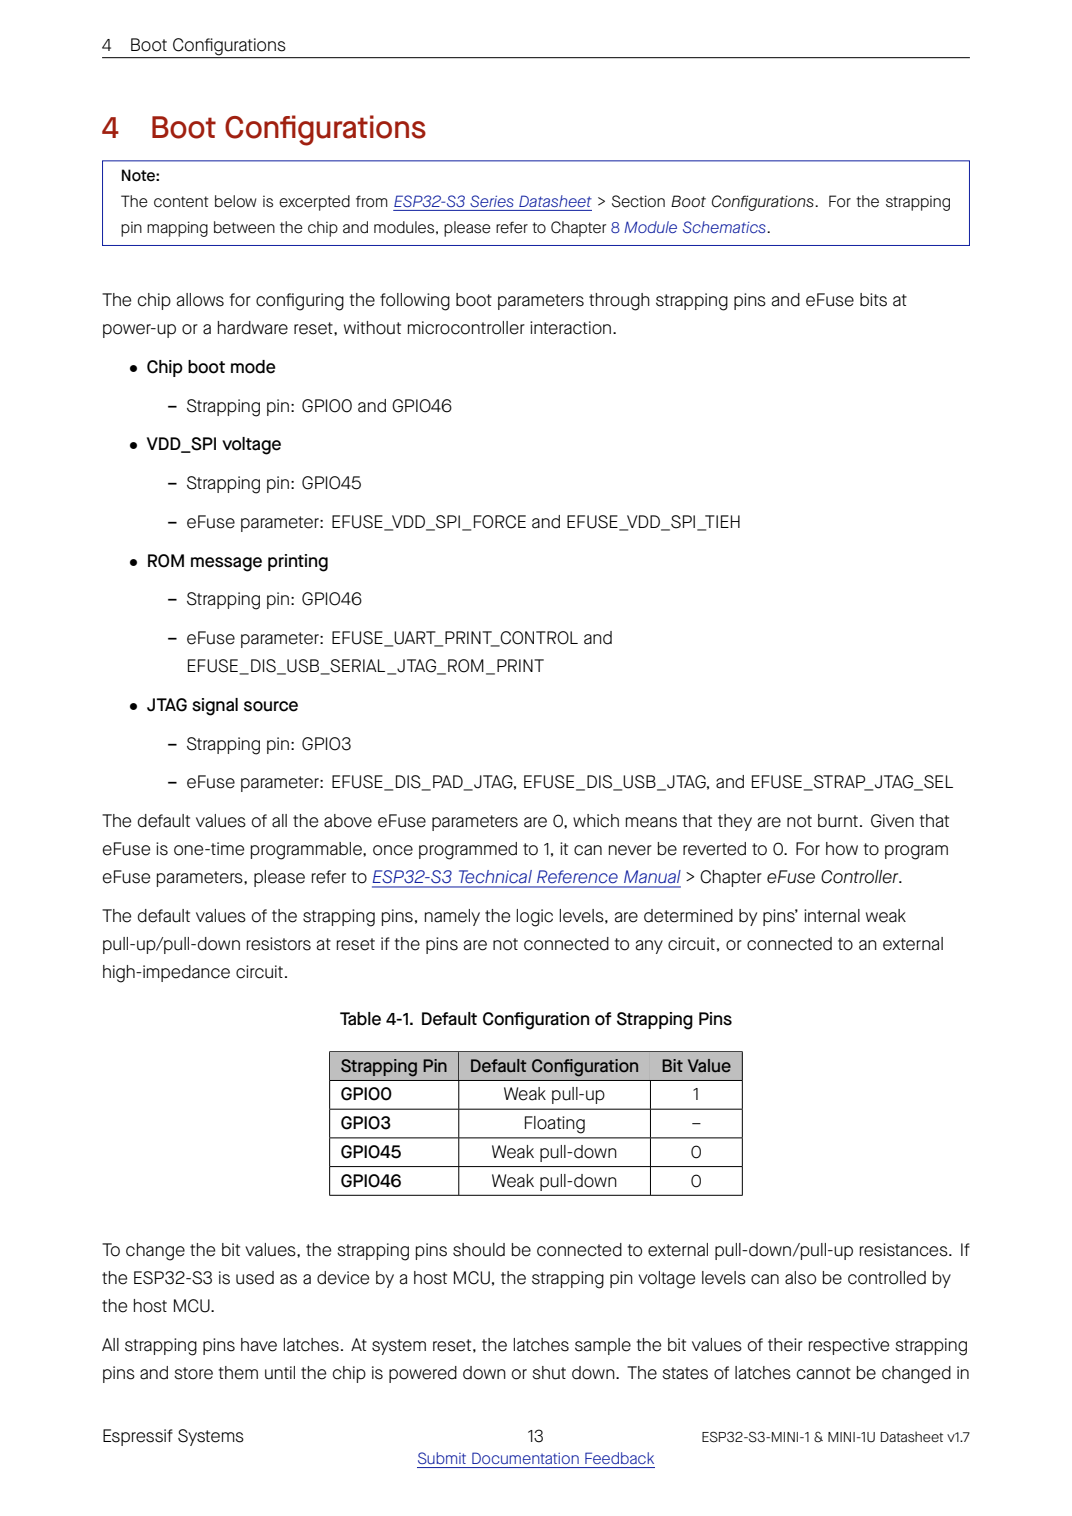 4 Boot Configurations
4 Boot Configurations
Note:
The content below is excerpted from ESP32-S3 Series Datasheet > Section Boot Configurations. For the strapping
pin mapping between the chip and modules, please refer to Chapter 8 Module Schematics.
The chip allows for configuring the following boot parameters through strapping pins and eFuse bits at
power-up or a hardware reset, without microcontroller interaction.
• Chip boot mode
– Strapping pin: GPIO0 and GPIO46
• VDD_SPI voltage
– Strapping pin: GPIO45
– eFuse parameter: EFUSE_VDD_SPI_FORCE and EFUSE_VDD_SPI_TIEH
• ROM message printing
– Strapping pin: GPIO46
– eFuse parameter: EFUSE_UART_PRINT_CONTROL and
EFUSE_DIS_USB_SERIAL_JTAG_ROM_PRINT
• JTAG signal source
– Strapping pin: GPIO3
– eFuse parameter: EFUSE_DIS_PAD_JTAG, EFUSE_DIS_USB_JTAG, and EFUSE_STRAP_JTAG_SEL
The default values of all the above eFuse parameters are 0, which means that they are not burnt. Given that
eFuse is one-time programmable, once programmed to 1, it can never be reverted to 0. For how to program
eFuse parameters, please refer to ESP32-S3 Technical Reference Manual > Chapter eFuse Controller.
The default values of the strapping pins, namely the logic levels, are determined by pins' internal weak
pull-up/pull-down resistors at reset if the pins are not connected to any circuit, or connected to an external
high-impedance circuit.
Table 4-1. Default Configuration of Strapping Pins
Strapping Pin Default Configuration Bit Value
GPIO0 Weak pull-up 1
GPIO3 Floating –
GPIO45 Weak pull-down 0
GPIO46 Weak pull-down 0
To change the bit values, the strapping pins should be connected to external pull-down/pull-up resistances. If
the ESP32-S3 is used as a device by a host MCU, the strapping pin voltage levels can also be controlled by
the host MCU.
All strapping pins have latches. At system reset, the latches sample the bit values of their respective strapping
pins and store them until the chip is powered down or shut down. The states of latches cannot be changed in
Espressif Systems 13 ESP32-S3-MINI-1 & MINI-1U Datasheet v1.7
Submit Documentation Feedback